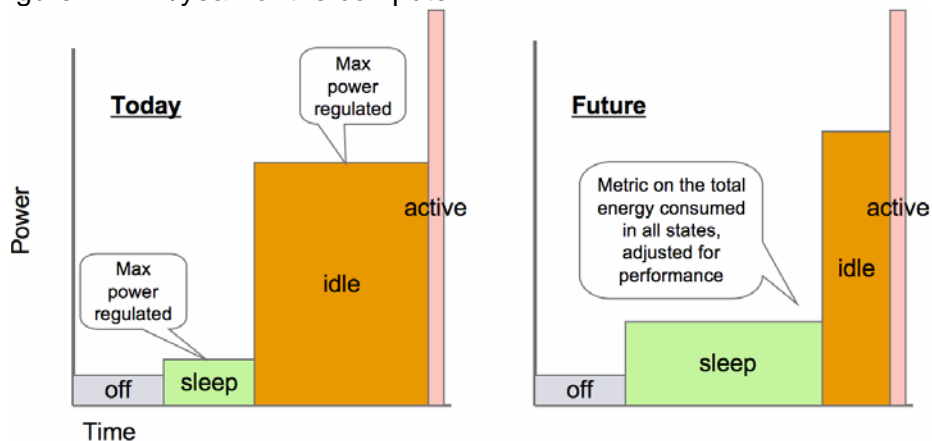 Today
Max
power
regulated
Max
power
regulated
Power
off
sleep
idle
active
Time
Future
Metric on the total
energy consumed
in all states,
adjusted for
performance
off
sleep
idle
active